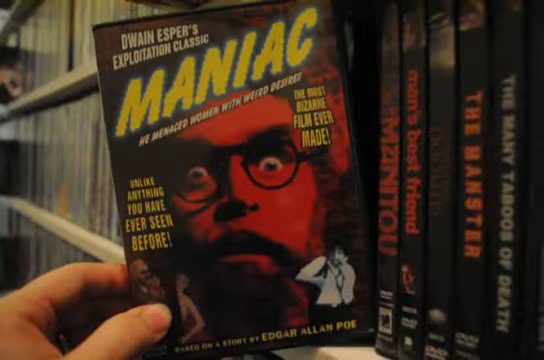 DWAIN ESPER'S
EXPLOITATION CLASSIC
MANIAC
HE MENACED WOMEN WITH WEIRD DESIRES
THE MOST
BIZARRE
FILM EVER
MADE!
UNLIKE
ANYTHING
YOU HAVE
EVER SEEN
BEFORE!
BASED ON A STORY BY EDGAR ALLAN POE
MANITOU
man's best friend
THE MANSTER
THE MANY TABOOS OF DEATH